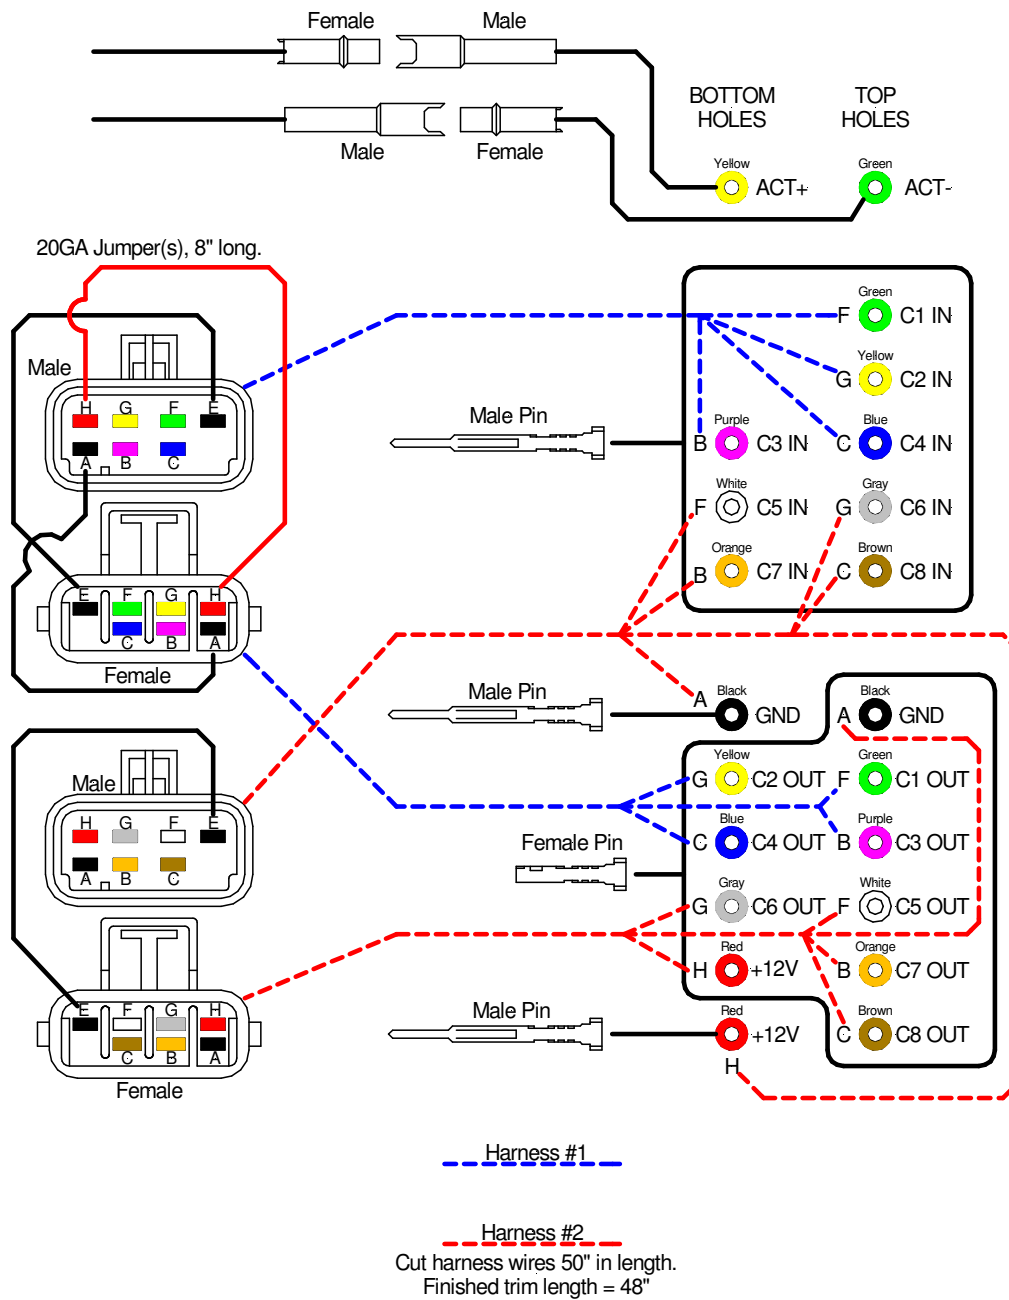 Female Male
Male Female
BOTTOM HOLES
TOP HOLES
Yellow ACT+
Green ACT-
20GA Jumper(s), 8" long.
Male
H G F E
A B C
E F G H
C B A
Female
Male Pin
Green
F C1 IN
Yellow
G C2 IN
Purple
B C3 IN
Blue
C C4 IN
White
F C5 IN
Gray
G C6 IN
Orange
B C7 IN
Brown
C C8 IN
Male Pin
Black
A GND
Black
A GND
Yellow
G C2 OUT
Green
F C1 OUT
Blue
C C4 OUT
Purple
B C3 OUT
Female Pin
Gray
G C6 OUT
White
F C5 OUT
Red
H +12V
Orange
B C7 OUT
Male Pin
Red
+12V
H
Brown
C C8 OUT
Male
H G F E
A B C
E F G H
C B A
Female
Harness #1
Harness #2
Cut harness wires 50" in length.
Finished trim length = 48"